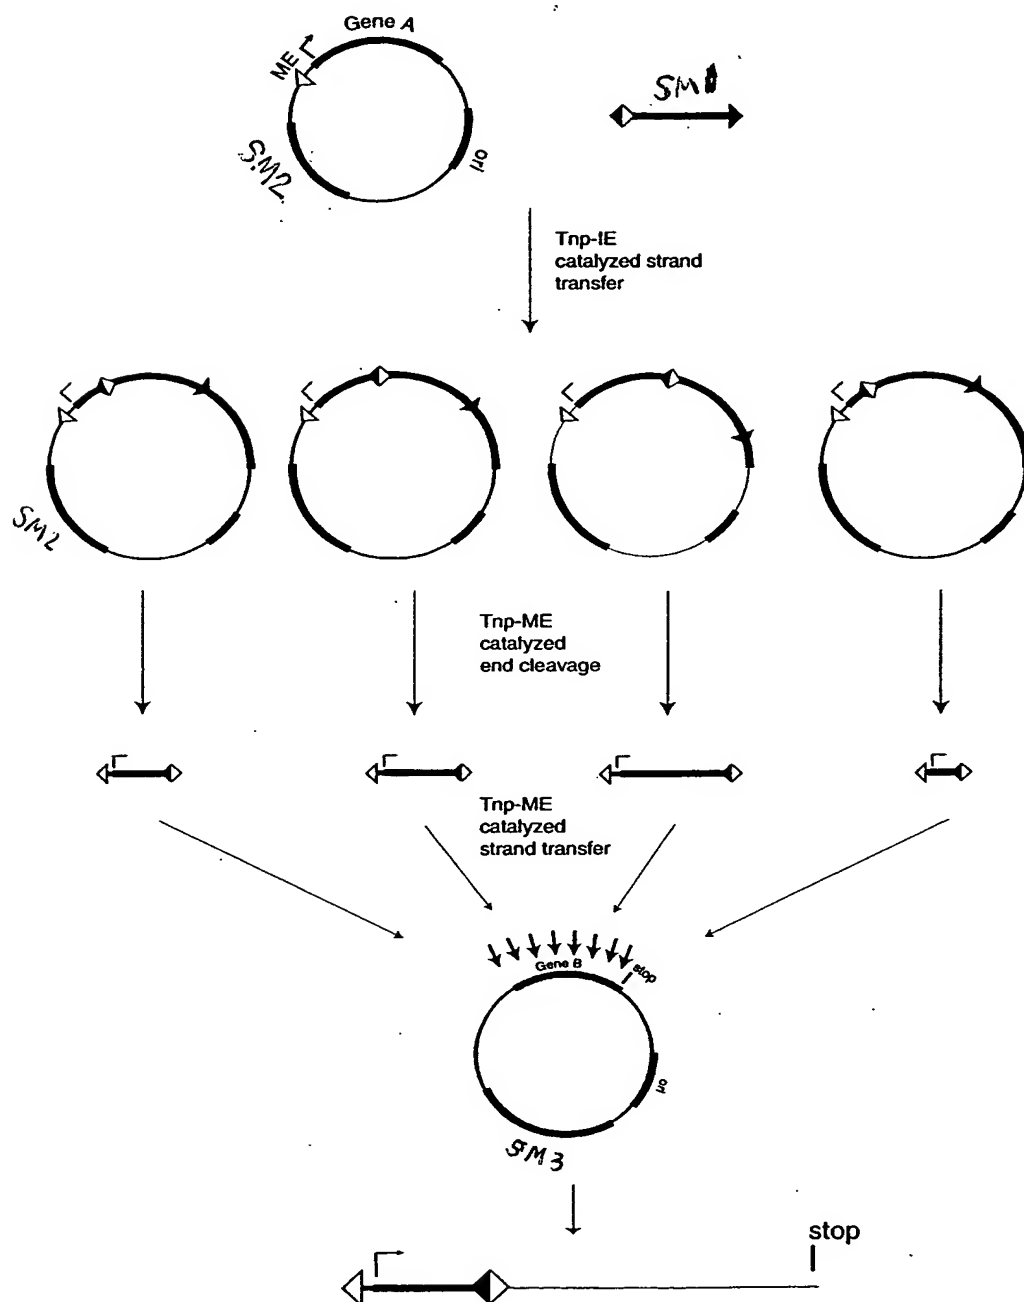 Gene A
ME
SM1
SM2
ori
Tnp-IE
catalyzed strand
transfer
SM2
Tnp-ME
catalyzed
end cleavage
Tnp-ME
catalyzed
strand transfer
Gene B
stop
ori
SM3
stop